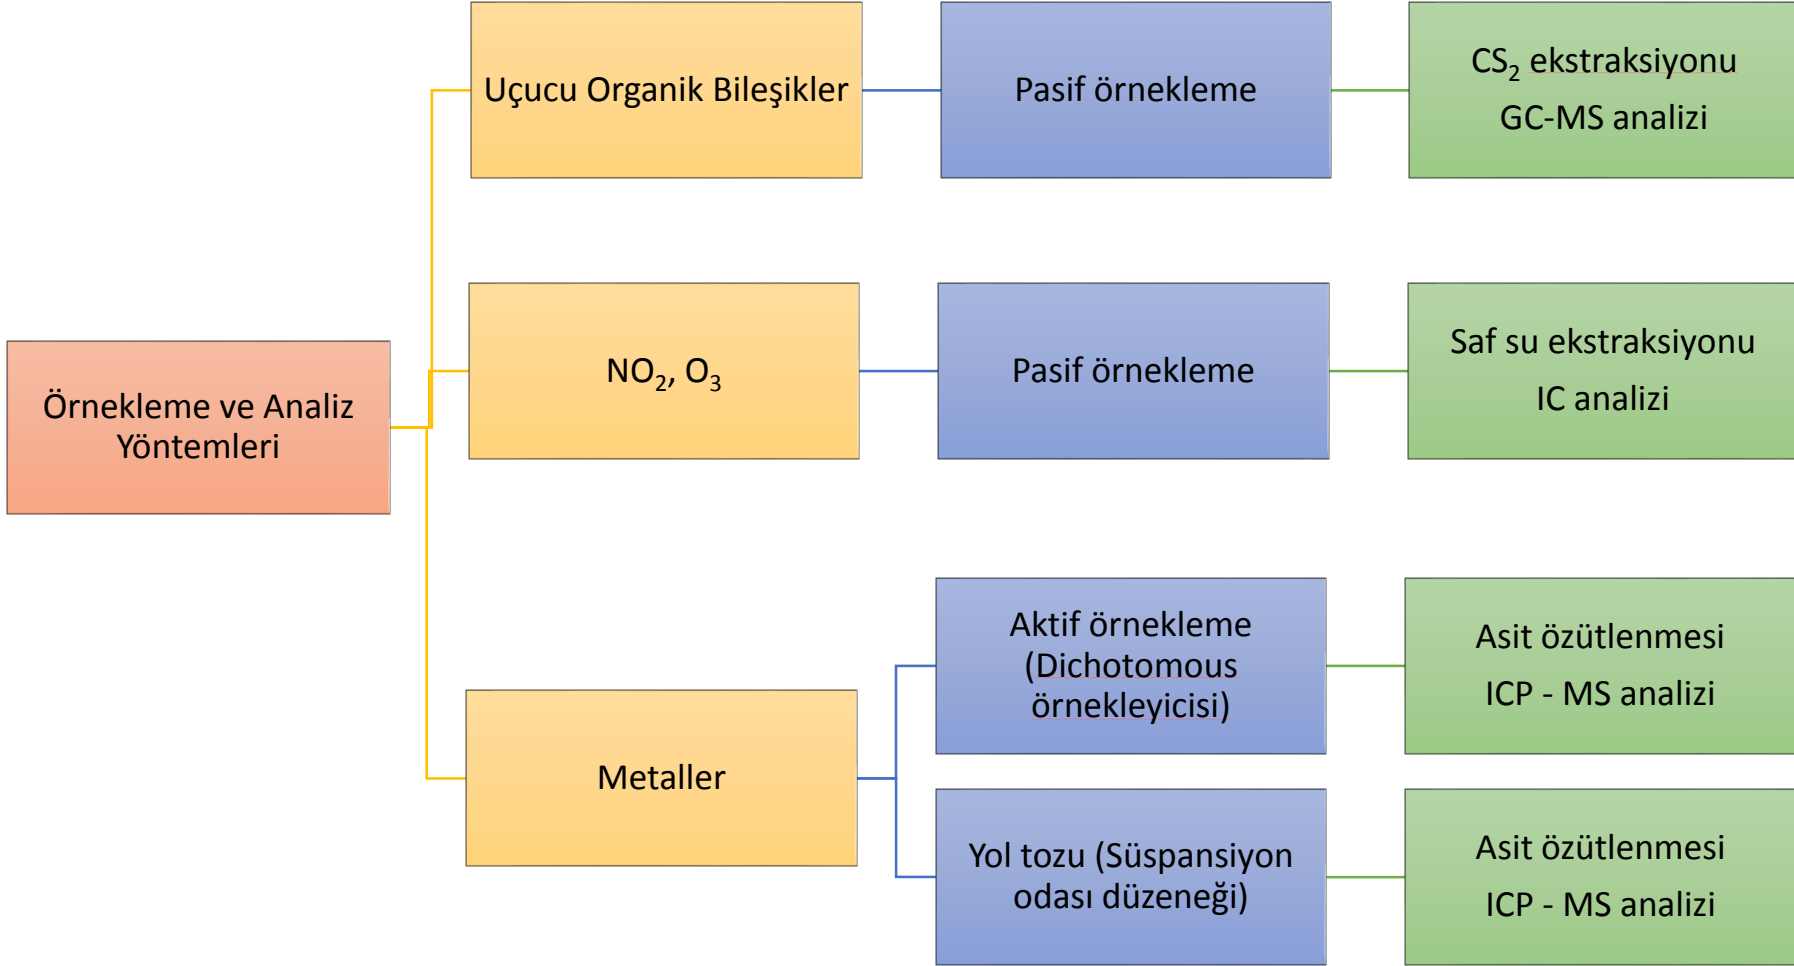 Örnekleme ve Analiz
Yöntemleri
Uçucu Organik Bileşikler
Pasif örnekleme
CS₂ ekstraksiyonu
GC-MS analizi
NO₂, O₃
Pasif örnekleme
Saf su ekstraksiyonu
IC analizi
Metaller
Aktif örnekleme
(Dichotomous
örnekleyicisi)
Asit özütlenmesi
ICP - MS analizi
Yol tozu (Süspansiyon
odası düzeneği)
Asit özütlenmesi
ICP - MS analizi